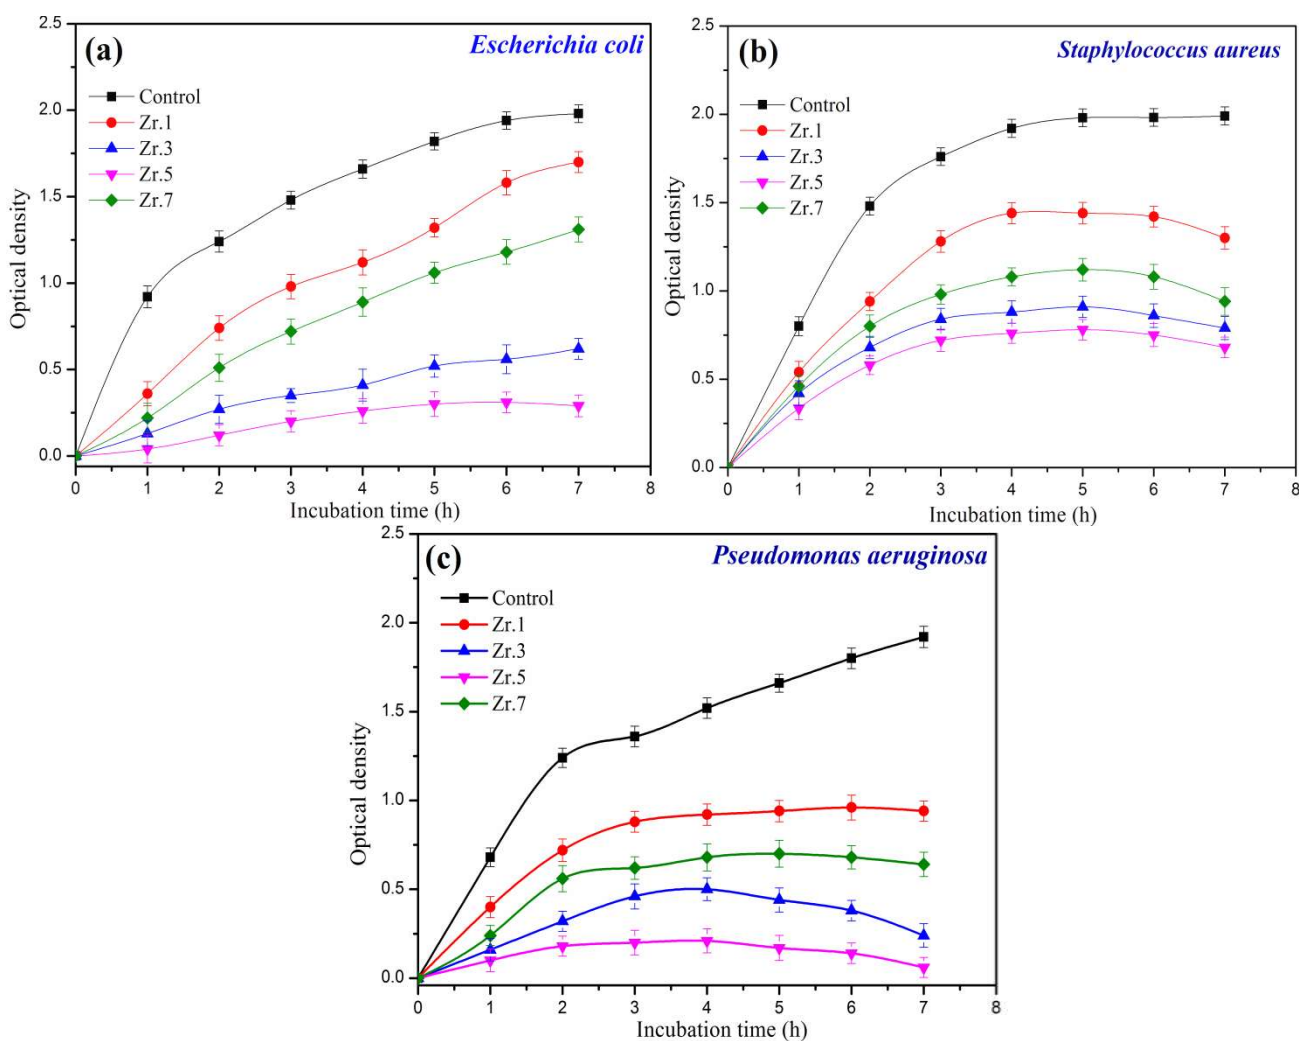 (a)
Escherichia coli
Control
Zr.1
Zr.3
Zr.5
Zr.7
Optical density
2.5
2.0
1.5
1.0
0.5
0.0
0 1 2 3 4 5 6 7 8
Incubation time (h)
(b)
Staphylococcus aureus
Control
Zr.1
Zr.3
Zr.5
Zr.7
Optical density
2.5
2.0
1.5
1.0
0.5
0.0
0 1 2 3 4 5 6 7 8
Incubation time (h)
(c)
Pseudomonas aeruginosa
Control
Zr.1
Zr.3
Zr.5
Zr.7
Optical density
2.5
2.0
1.5
1.0
0.5
0.0
0 1 2 3 4 5 6 7 8
Incubation time (h)